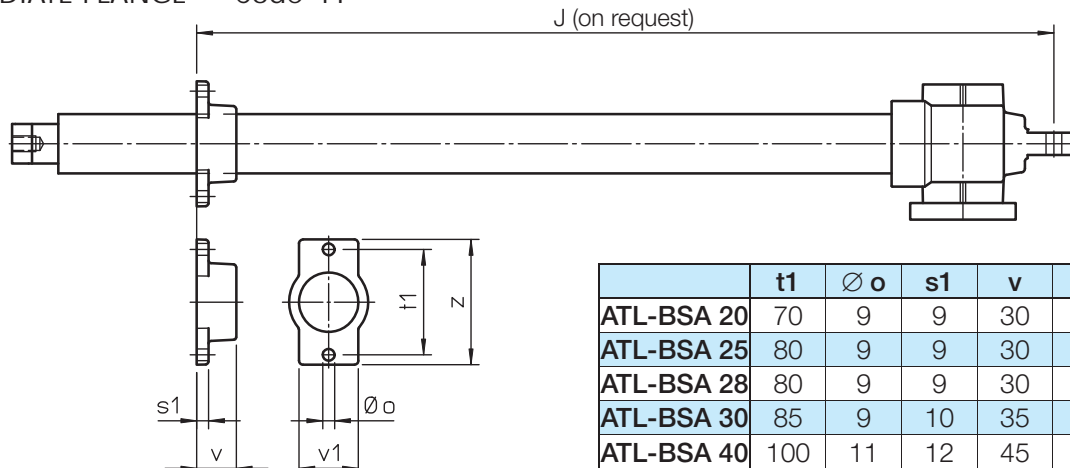 J (on request)
t1
z
s1
Ø o
v
v1
t1 Ø o s1 v
ATL-BSA 20 70 9 9 30
ATL-BSA 25 80 9 9 30
ATL-BSA 28 80 9 9 30
ATL-BSA 30 85 9 10 35
ATL-BSA 40 100 11 12 45